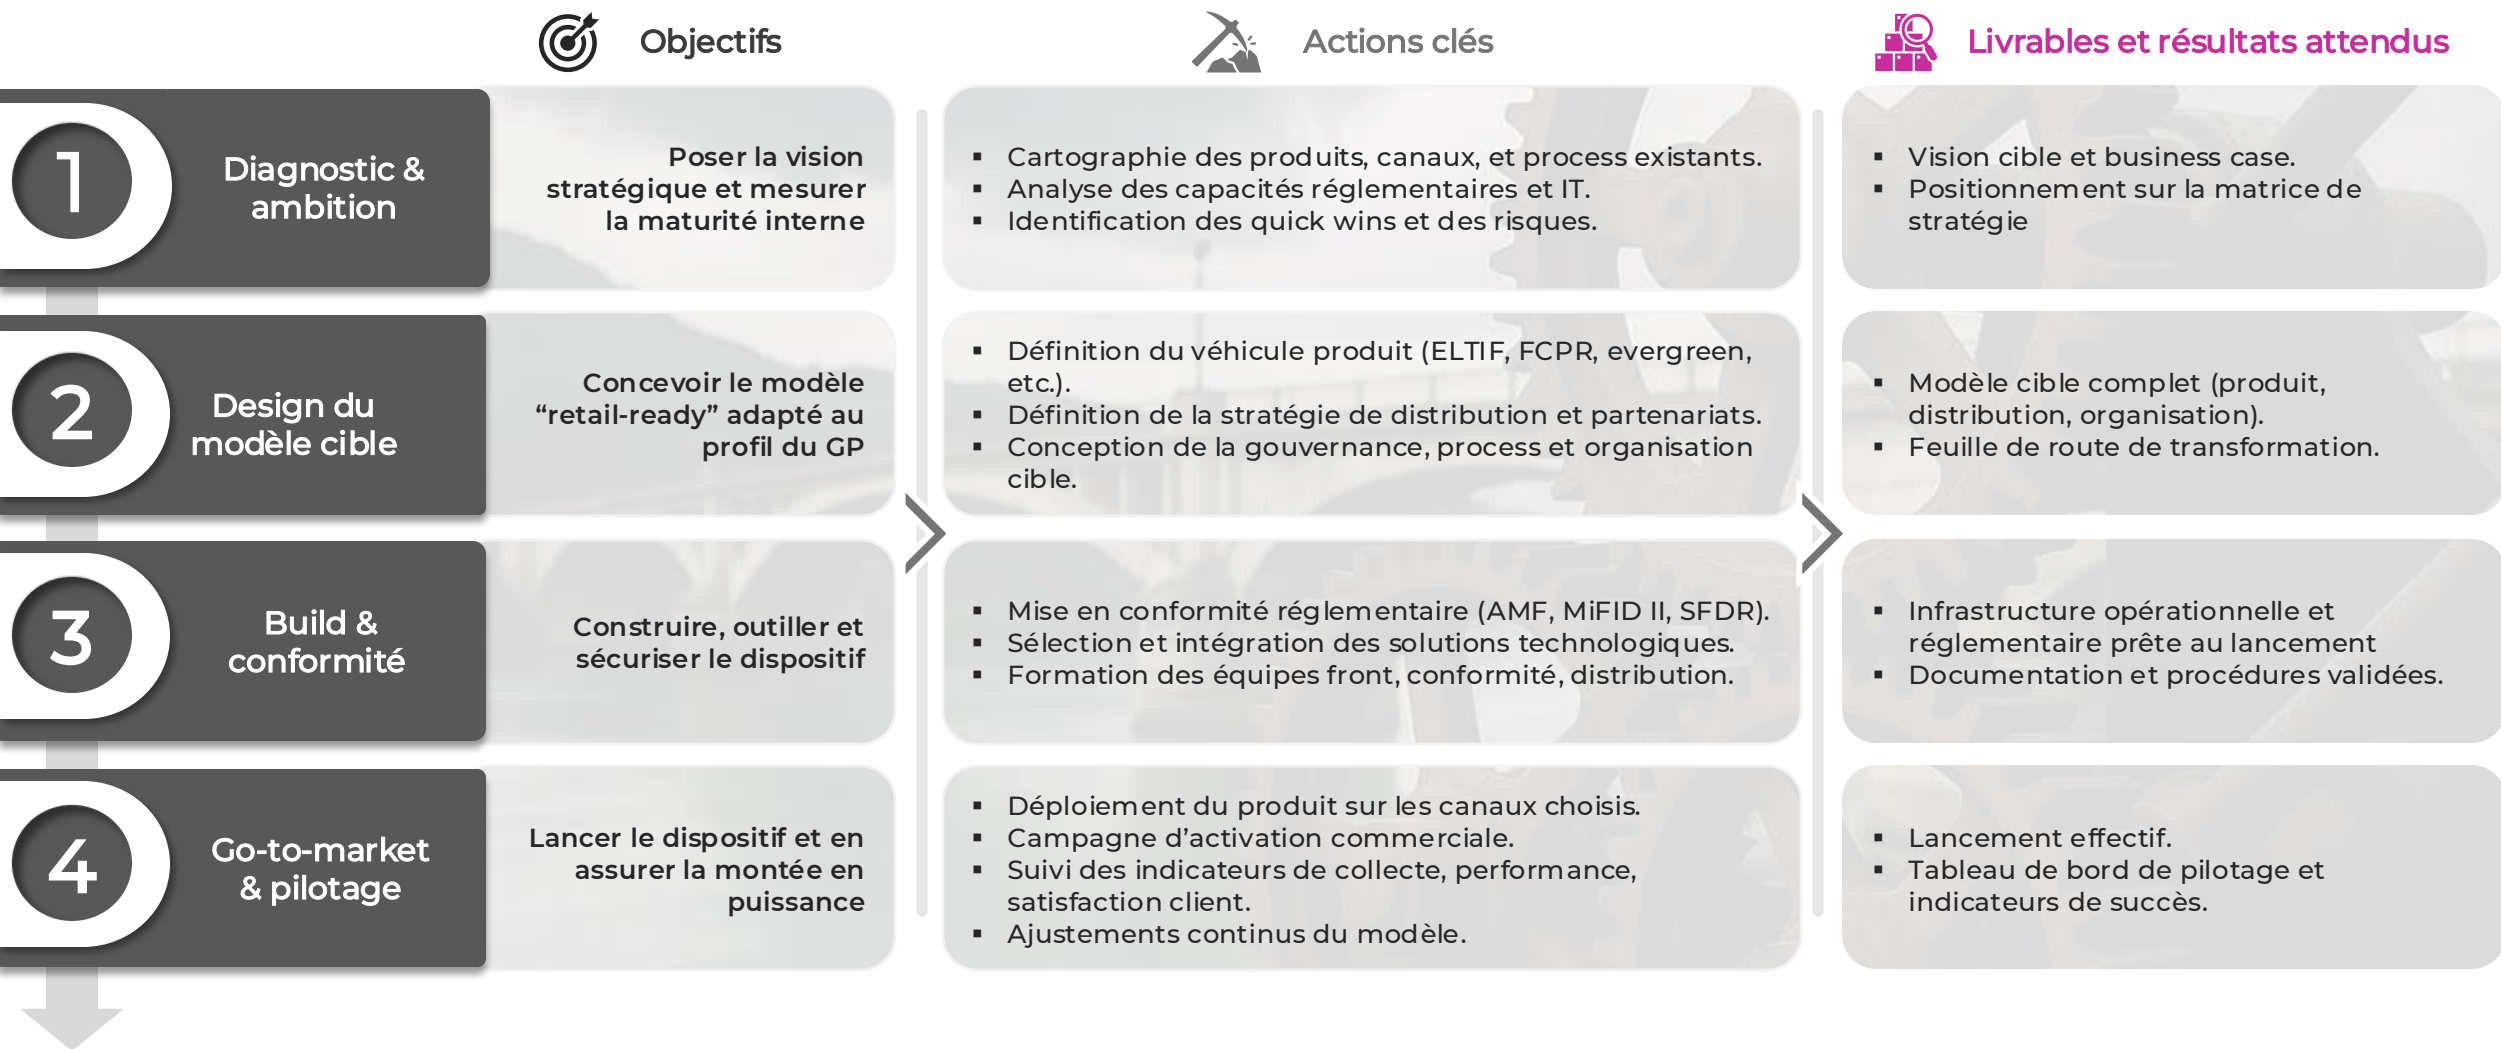 Objectifs
Actions clés
Livrables et résultats attendus
1
Diagnostic &
ambition
Poser la vision
stratégique et mesurer
la maturité interne
▪ Cartographie des produits, canaux, et process existants.
▪ Analyse des capacités réglementaires et IT.
▪ Identification des quick wins et des risques.
▪ Vision cible et business case.
▪ Positionnement sur la matrice de
stratégie
2
Design du
modèle cible
Concevoir le modèle
“retail-ready” adapté au
profil du GP
▪ Définition du véhicule produit (ELTIF, FCPR, evergreen,
etc.).
▪ Définition de la stratégie de distribution et partenariats.
▪ Conception de la gouvernance, process et organisation
cible.
▪ Modèle cible complet (produit,
distribution, organisation).
▪ Feuille de route de transformation.
3
Build &
conformité
Construire, outiller et
sécuriser le dispositif
▪ Mise en conformité réglementaire (AMF, MiFID II, SFDR).
▪ Sélection et intégration des solutions technologiques.
▪ Formation des équipes front, conformité, distribution.
▪ Infrastructure opérationnelle et
réglementaire prête au lancement
▪ Documentation et procédures validées.
4
Go-to-market
& pilotage
Lancer le dispositif et en
assurer la montée en
puissance
▪ Déploiement du produit sur les canaux choisis.
▪ Campagne d’activation commerciale.
▪ Suivi des indicateurs de collecte, performance,
satisfaction client.
▪ Ajustements continus du modèle.
▪ Lancement effectif.
▪ Tableau de bord de pilotage et
indicateurs de succès.